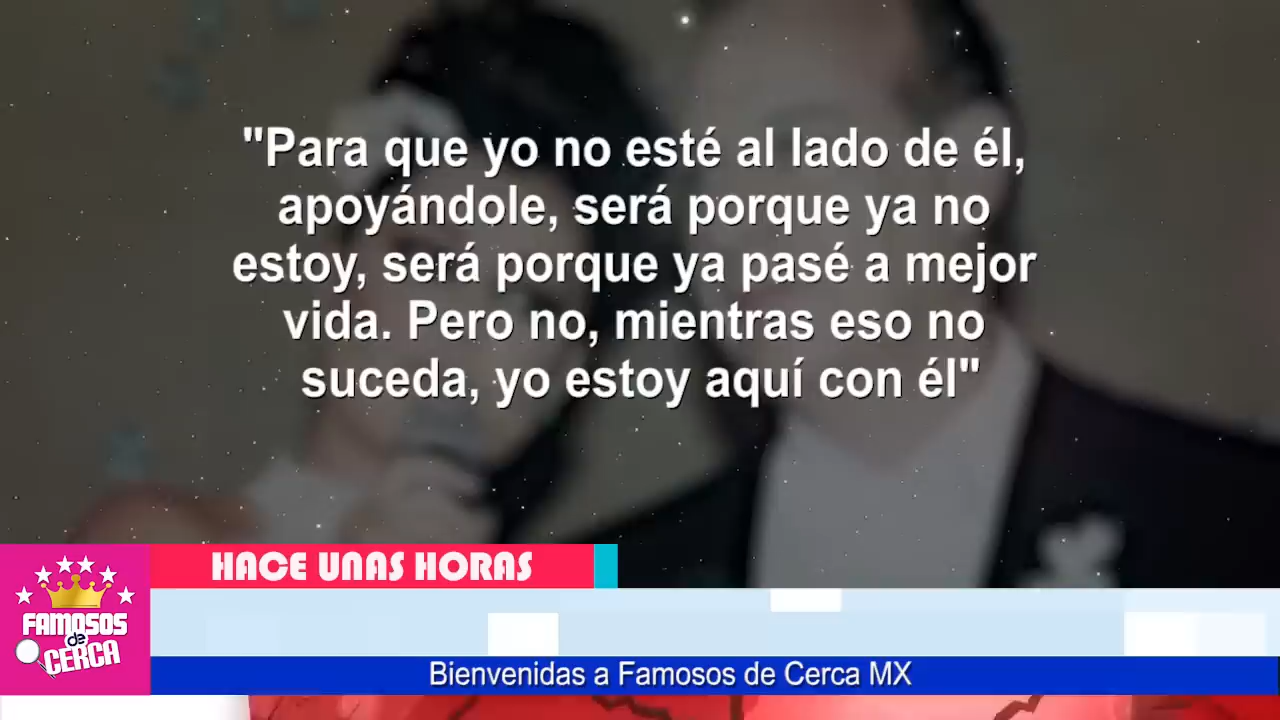 "Para que yo no esté al lado de él,
apoyándole, será porque ya no
estoy, será porque ya pasé a mejor
vida. Pero no, mientras eso no
suceda, yo estoy aquí con él"
HACE UNAS HORAS
FAMOSOS
de
CERCA
Bienvenidas a Famosos de Cerca MX